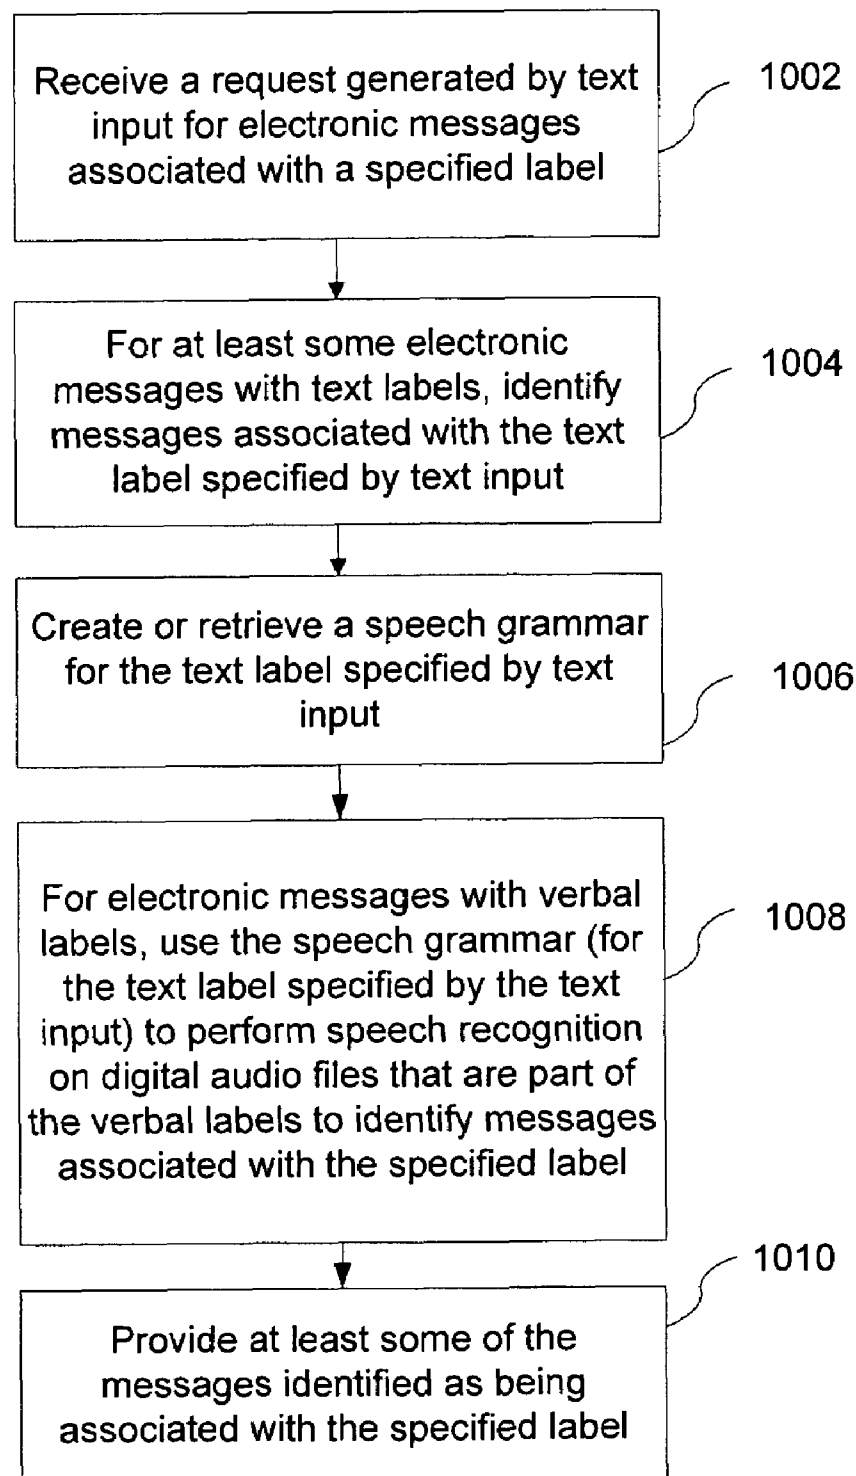 Receive a request generated by text
input for electronic messages
associated with a specified label
1002
For at least some electronic
messages with text labels, identify
messages associated with the text
label specified by text input
1004
Create or retrieve a speech grammar
for the text label specified by text
input
1006
For electronic messages with verbal
labels, use the speech grammar (for
the text label specified by the text
input) to perform speech recognition
on digital audio files that are part of
the verbal labels to identify messages
associated with the specified label
1008
Provide at least some of the
messages identified as being
associated with the specified label
1010